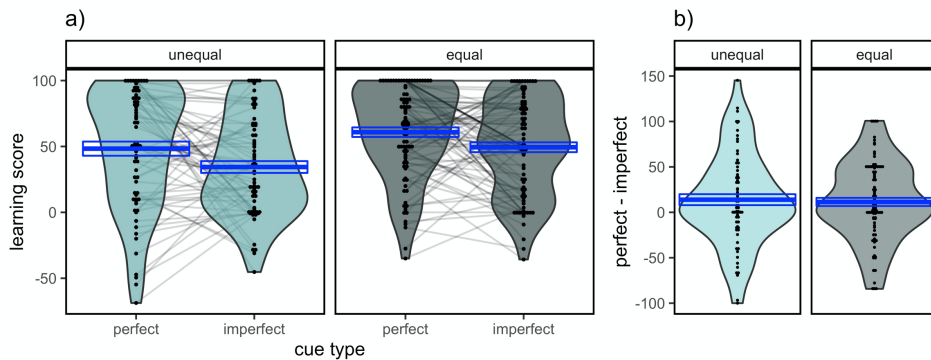 a)
unequal
equal
learning score
100
50
0
-50
perfect
imperfect
perfect
imperfect
cue type
b)
unequal
equal
perfect - imperfect
150
100
50
0
-50
-100